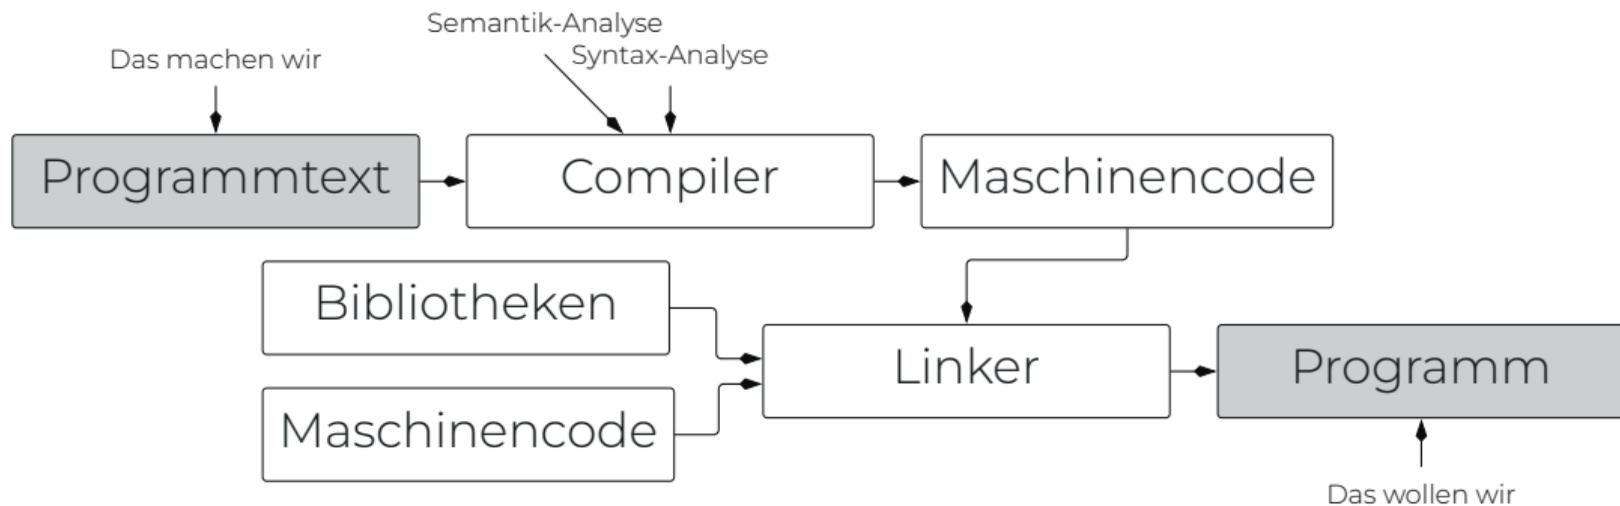 Semantik-Analyse
Das machen wir
Syntax-Analyse
Programmtext
Compiler
Maschinencode
Bibliotheken
Linker
Programm
Maschinencode
Das wollen wir